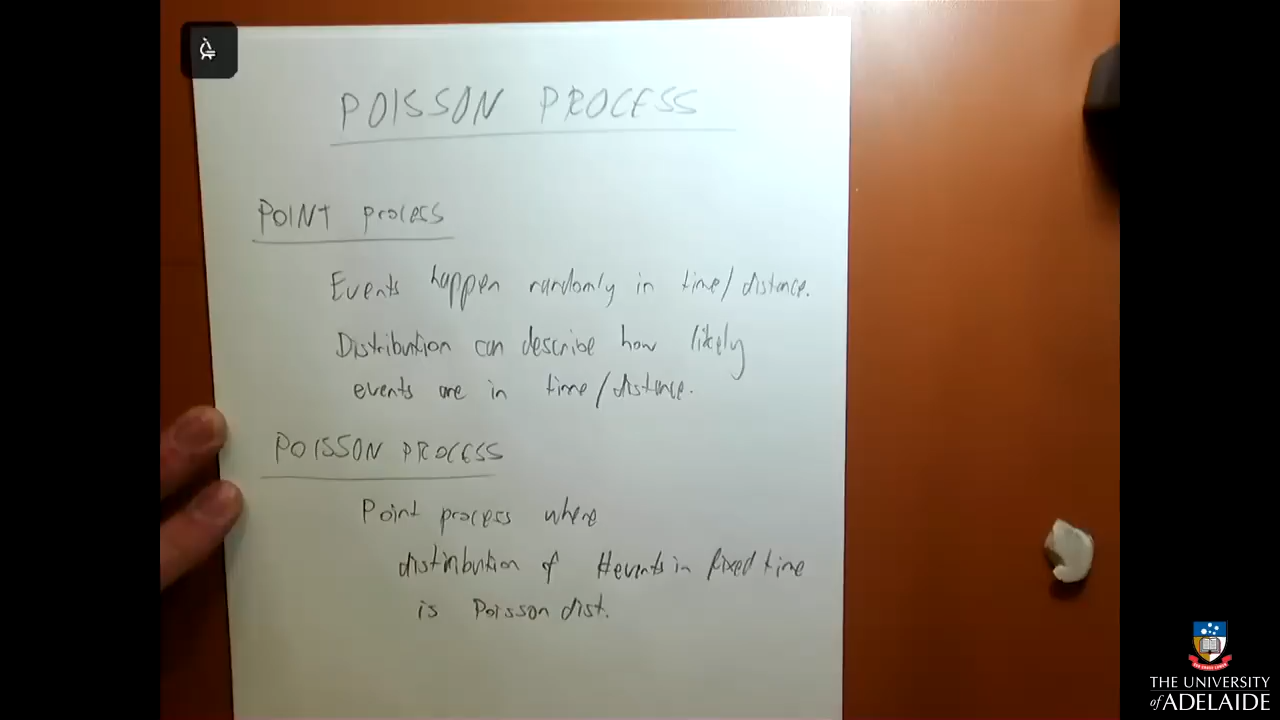 POISSON PROCESS
POINT process
Events happen randomly in time/distance.
Distribution can describe how likely
events are in time/distance.
POISSON PROCESS
Point process where
distribution of #events in fixed time
is Poisson dist.
THE UNIVERSITY
of ADELAIDE